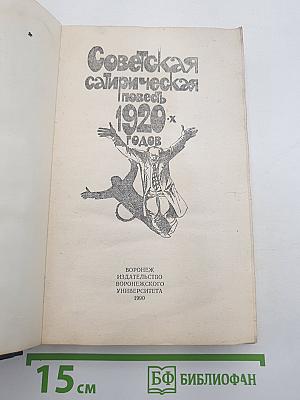 Советская
сатирическая
повесть
1920-х
годов
ВОРОНЕЖ
ИЗДАТЕЛЬСТВО
ВОРОНЕЖСКОГО
УНИВЕРСИТЕТА
1990
15 см
БФ БИБЛИОФАН